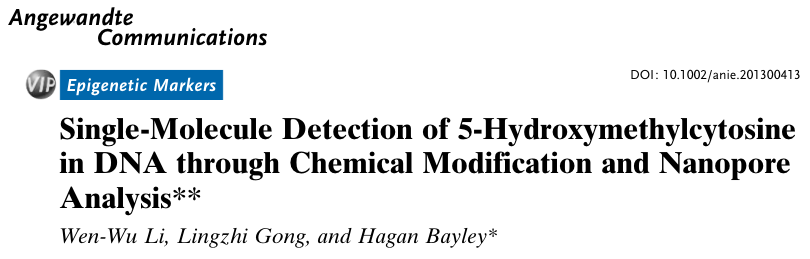 Angewandte
Communications
VIP Epigenetic Markers
DOI: 10.1002/anie.201300413
Single-Molecule Detection of 5-Hydroxymethylcytosine
in DNA through Chemical Modification and Nanopore
Analysis**
Wen-Wu Li, Lingzhi Gong, and Hagan Bayley*